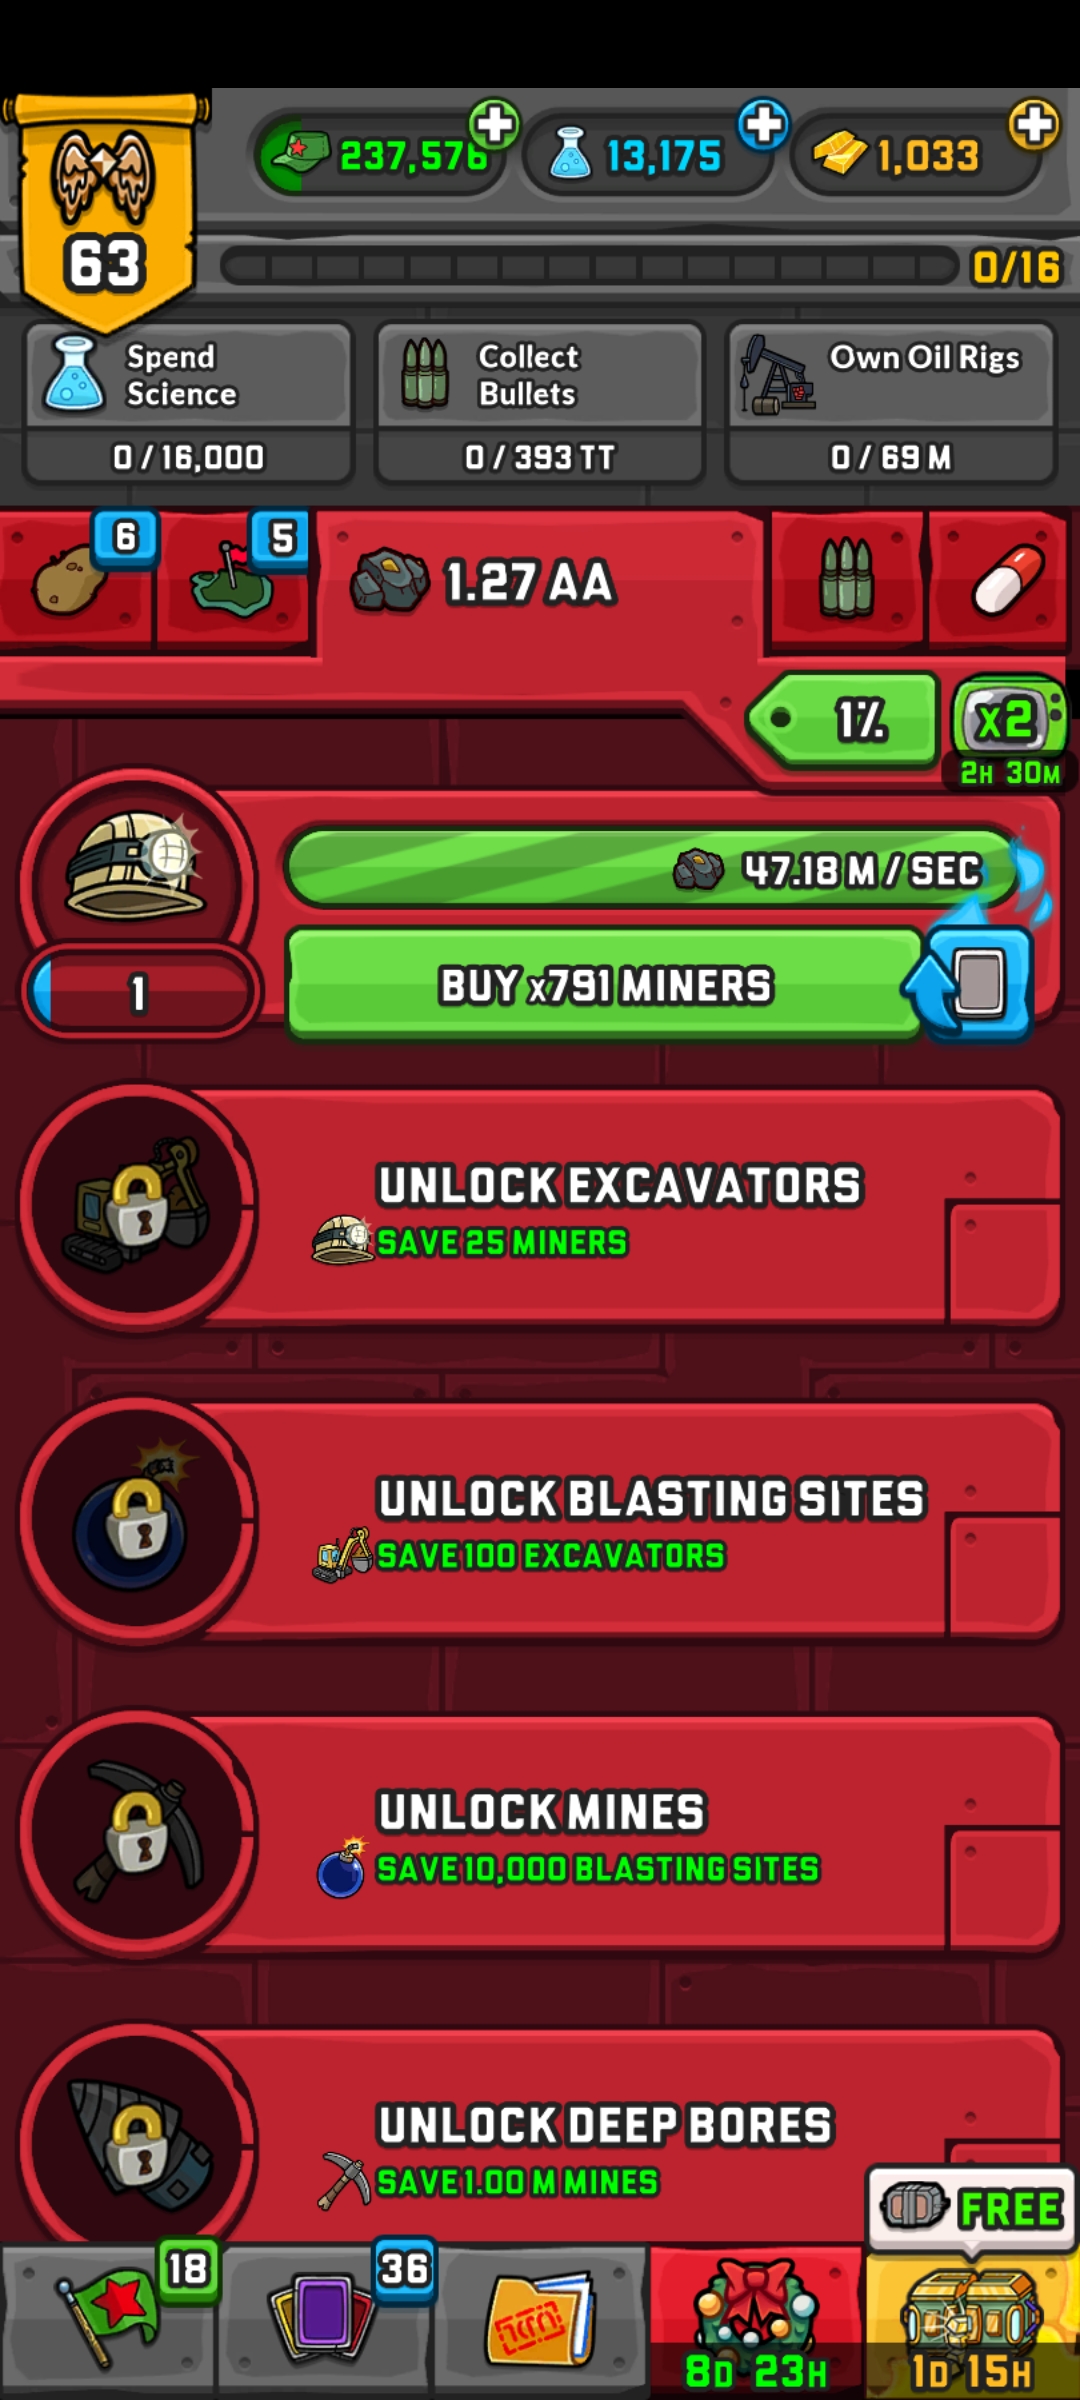 237,576
13,175
1,033
63
0/16
Spend
Science
0 / 16,000
Collect
Bullets
0 / 393 TT
Own Oil Rigs
0 / 69 M
6
5
1.27 AA
1%
x2
2H 30M
47.18 M / SEC
1
BUY x791 MINERS
UNLOCK EXCAVATORS
SAVE 25 MINERS
UNLOCK BLASTING SITES
SAVE 100 EXCAVATORS
UNLOCK MINES
SAVE 10,000 BLASTING SITES
UNLOCK DEEP BORES
SAVE 1.00 M MINES
FREE
18
36
8D 23H
1D 15H